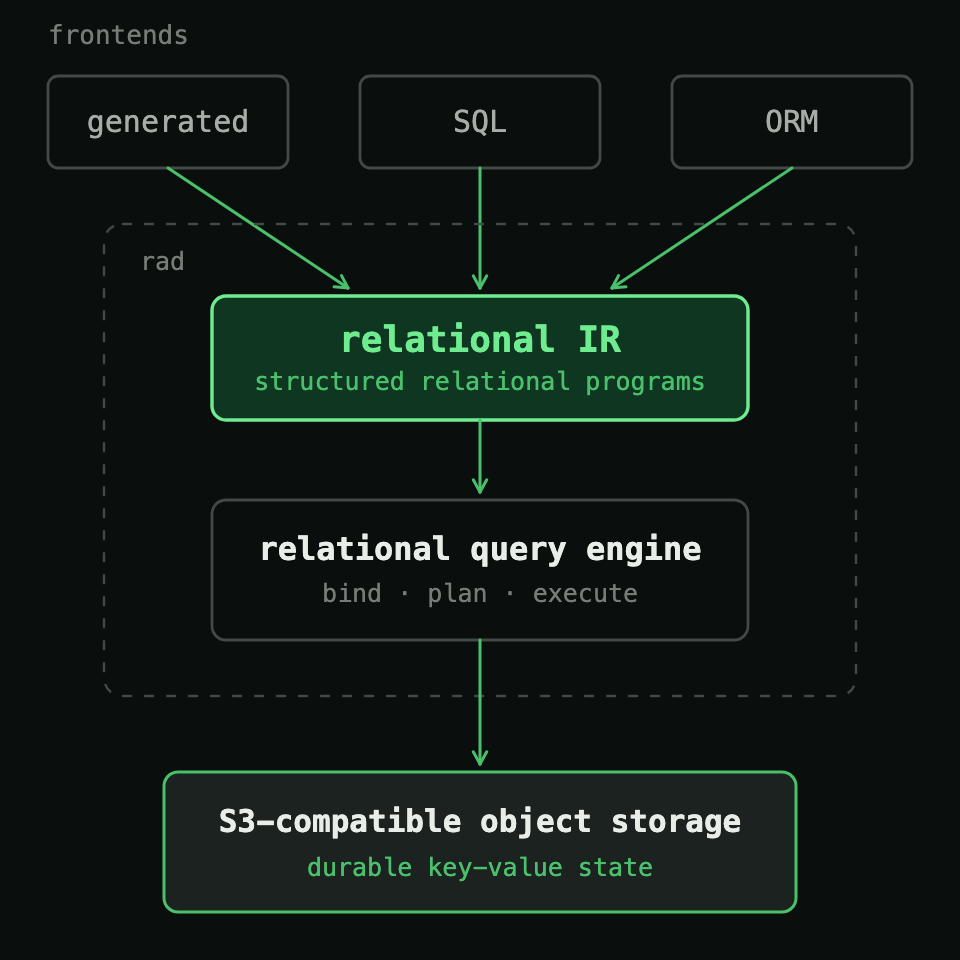 frontends
generated
SQL
ORM
rad
relational IR
structured relational programs
relational query engine
bind · plan · execute
S3–compatible object storage
durable key–value state